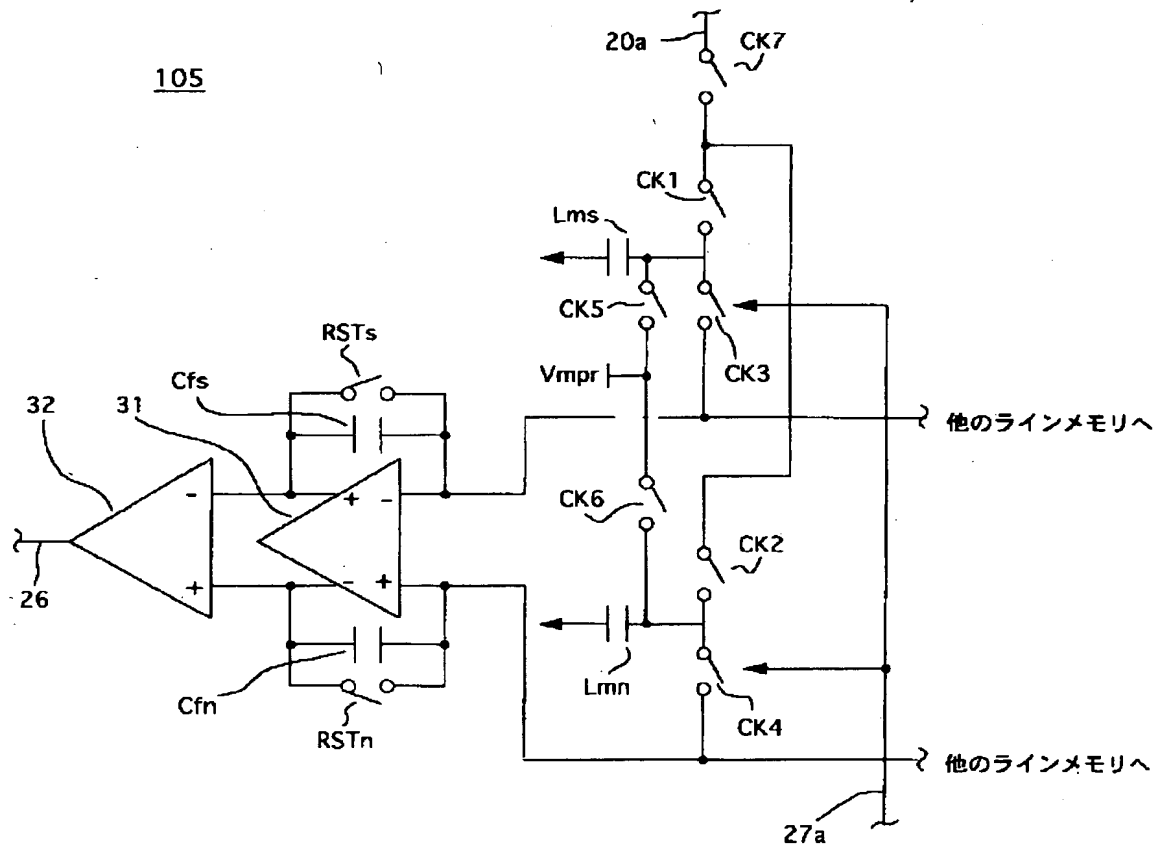 20a
CK7
105
CK1
Lms
CK5
CK3
RSTs
Vmpr
Cfs
32
31
他のラインメモリへ
-
+
-
CK6
CK2
+
-
+
26
Lmn
Cfn
CK4
RSTn
他のラインメモリへ
27a